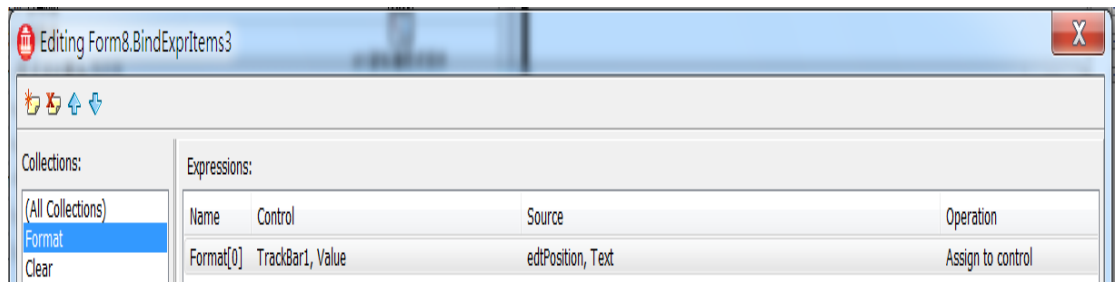 Editing Form8.BindExprItems3
X
Collections:
Expressions:
(All Collections)
Format
Clear
Name Control Source Operation
Format[0] TrackBar1, Value edtPosition, Text Assign to control